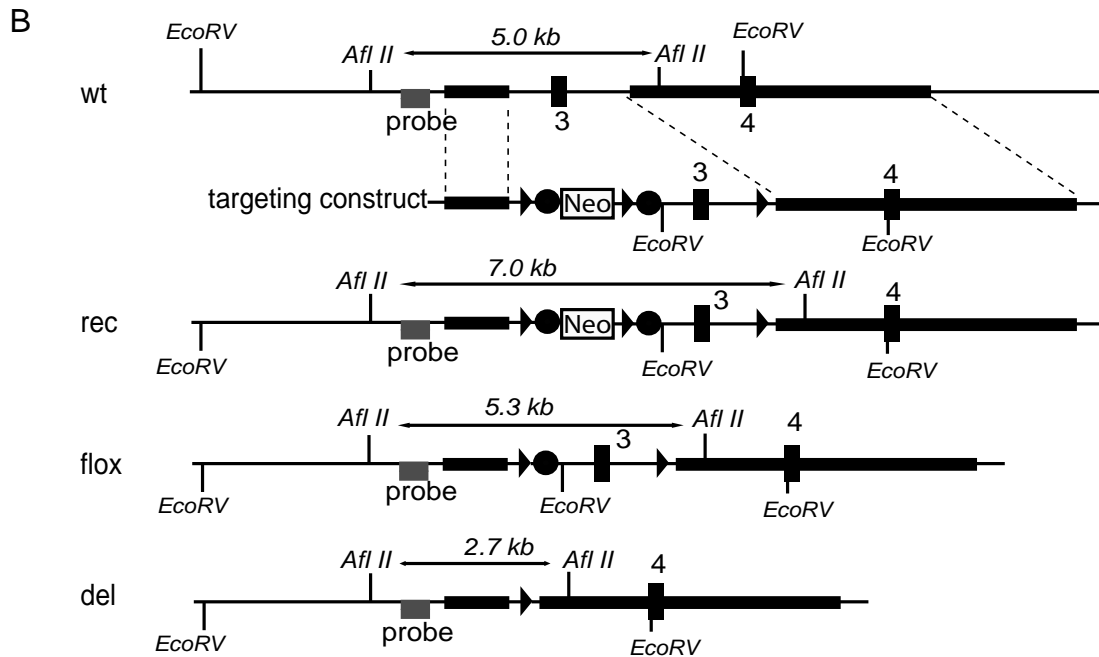 B
EcoRV
Afl II 5.0 kb Afl II EcoRV
wt
probe 3 4
targeting construct Neo 3 4
EcoRV EcoRV
Afl II 7.0 kb Afl II 4
rec Neo 3
probe EcoRV EcoRV
EcoRV
Afl II 5.3 kb Afl II 4
flox 3
probe
EcoRV EcoRV EcoRV
Afl II 2.7 kb Afl II 4
del
probe
EcoRV EcoRV